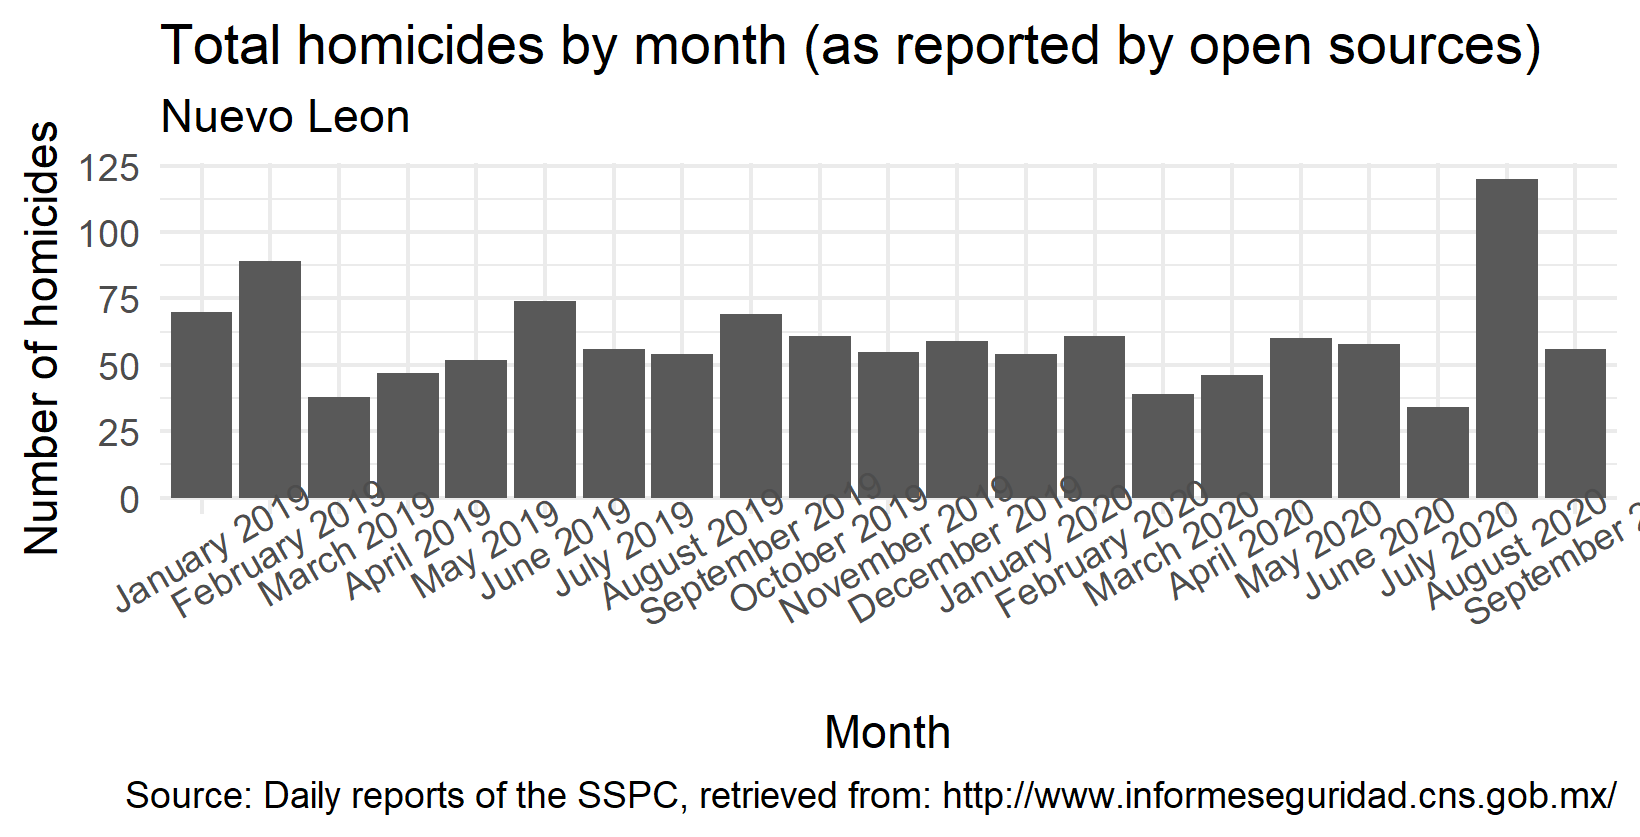 Total homicides by month (as reported by open sources)
Nuevo Leon
Number of homicides
125
100
75
50
25
0
January 2019
February 2019
March 2019
April 2019
May 2019
June 2019
July 2019
August 2019
September 2019
October 2019
November 2019
December 2019
January 2020
February 2020
March 2020
April 2020
May 2020
June 2020
July 2020
August 2020
September 2
Month
Source: Daily reports of the SSPC, retrieved from: http://www.informeseguridad.cns.gob.mx/